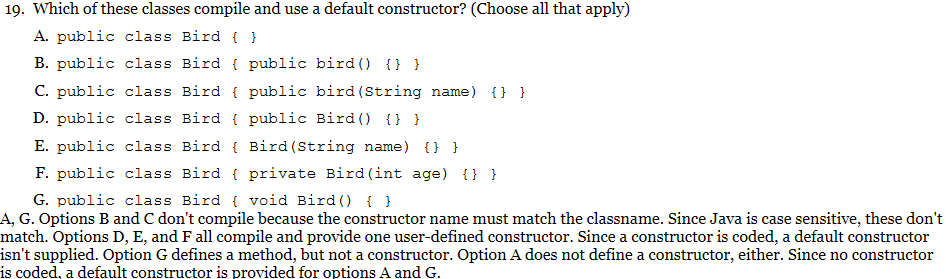 19. Which of these classes compile and use a default constructor? (Choose all that apply)
A. public class Bird { }
B. public class Bird { public bird() {} }
C. public class Bird { public bird(String name) {} }
D. public class Bird { public Bird() {} }
E. public class Bird { Bird(String name) {} }
F. public class Bird { private Bird(int age) {} }
G. public class Bird { void Bird() { }
A, G. Options B and C don't compile because the constructor name must match the classname. Since Java is case sensitive, these don't
match. Options D, E, and F all compile and provide one user-defined constructor. Since a constructor is coded, a default constructor
isn't supplied. Option G defines a method, but not a constructor. Option A does not define a constructor, either. Since no constructor
is coded, a default constructor is provided for options A and G.